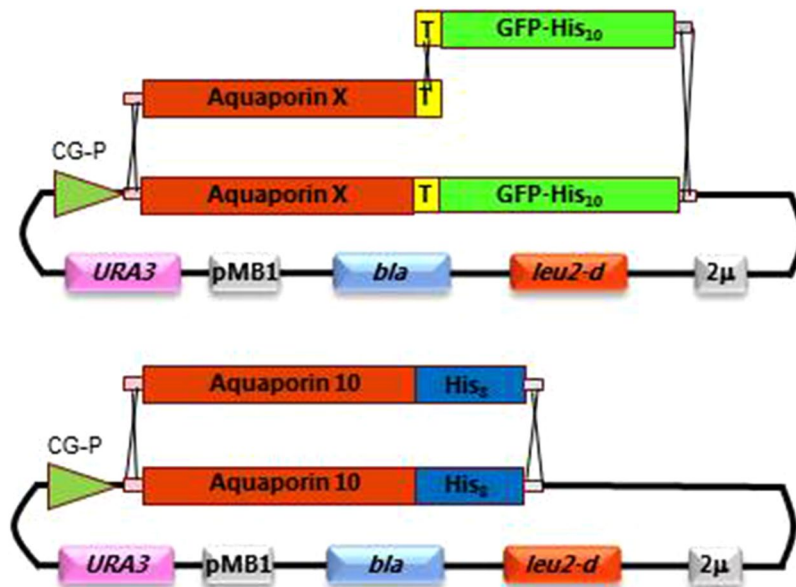 T GFP-His₁₀
Aquaporin X T
CG-P
Aquaporin X T GFP-His₁₀
URA3 pMB1 bla leu2-d 2μ
Aquaporin 10 His₈
CG-P
Aquaporin 10 His₈
URA3 pMB1 bla leu2-d 2μ